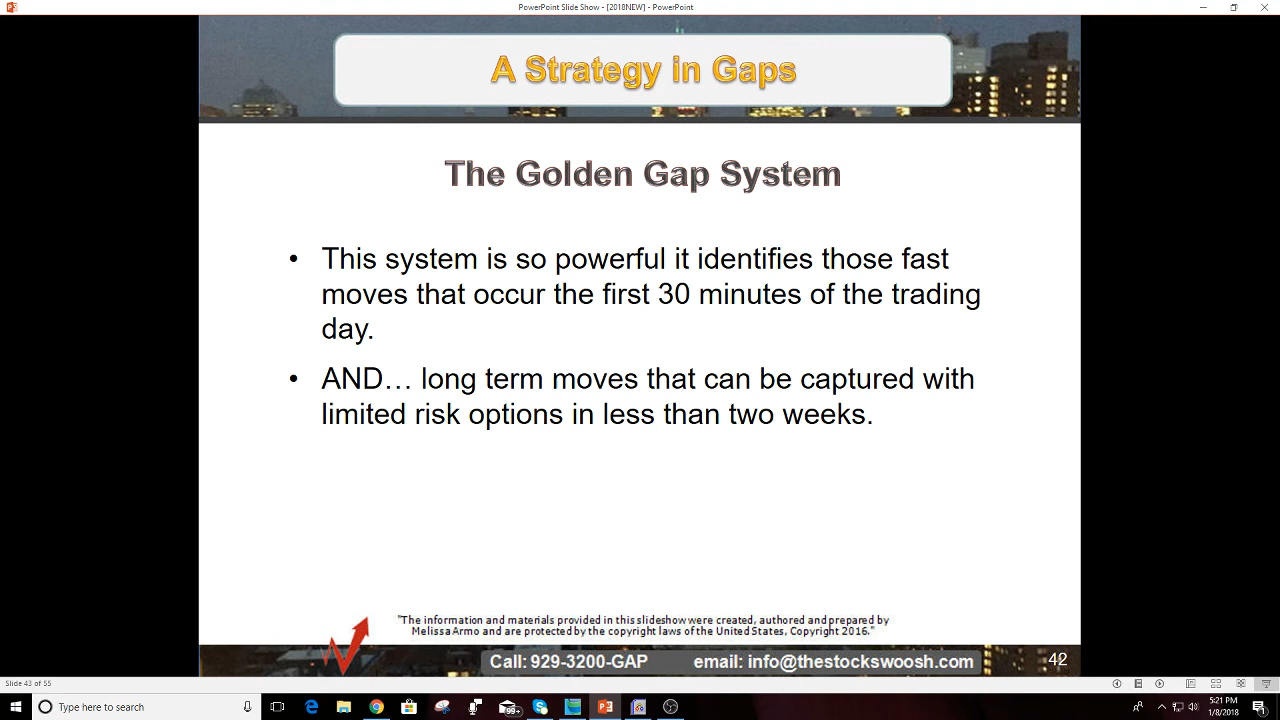 PowerPoint Slide Show - [2018NEW] - PowerPoint
A Strategy in Gaps
The Golden Gap System
• This system is so powerful it identifies those fast
moves that occur the first 30 minutes of the trading
day.
• AND… long term moves that can be captured with
limited risk options in less than two weeks.
"The information and materials provided in this slideshow were created, authored and prepared by
Melissa Armo and are protected by the copyright laws of the United States, Copyright 2016."
Call: 929-3200-GAP email: info@thestockswoosh.com 42
Slide 43 of 55
Type here to search
99+
5:21 PM
1/8/2018
1